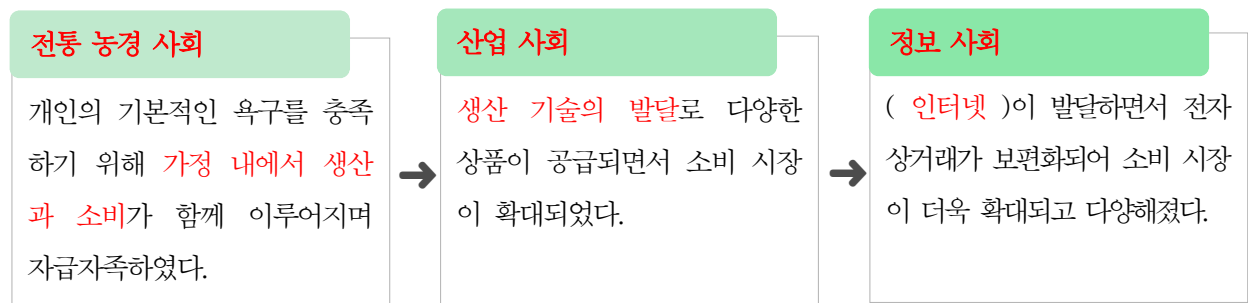 전통 농경 사회
개인의 기본적인 욕구를 충족
하기 위해 가정 내에서 생산
과 소비가 함께 이루어지며
자급자족하였다.
산업 사회
생산 기술의 발달로 다양한
상품이 공급되면서 소비 시장
이 확대되었다.
정보 사회
( 인터넷 )이 발달하면서 전자
상거래가 보편화되어 소비 시장
이 더욱 확대되고 다양해졌다.